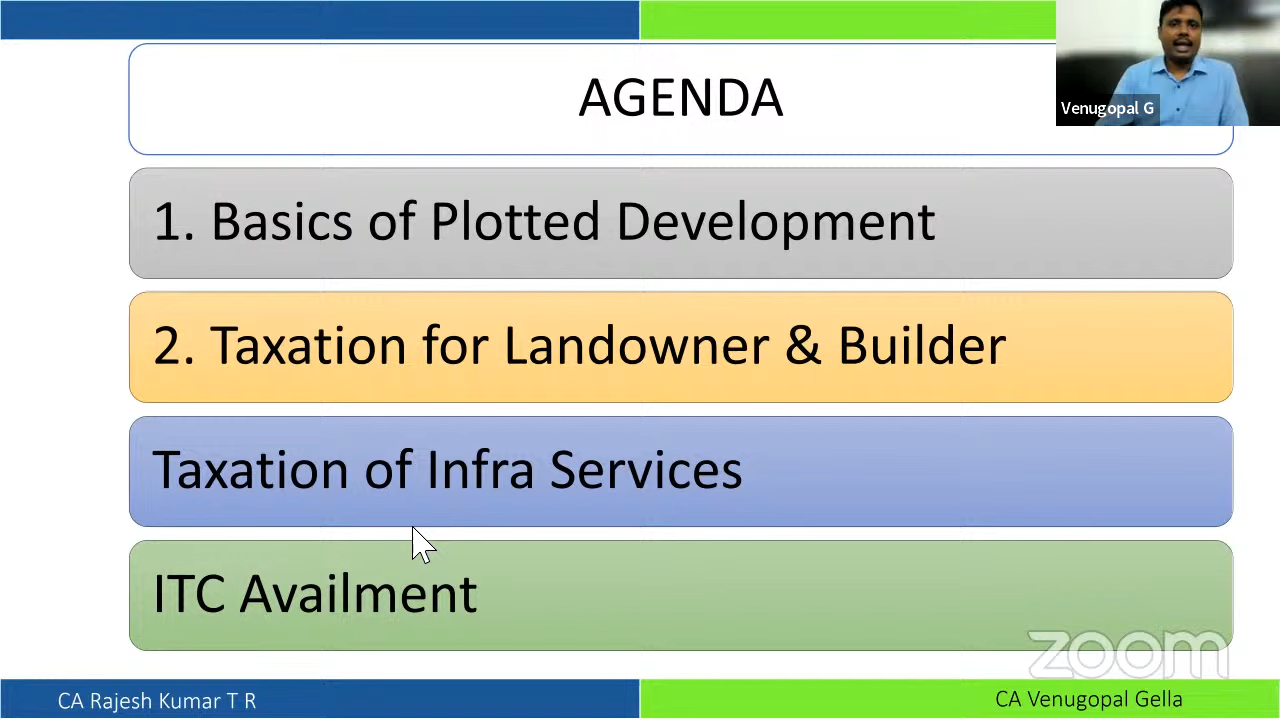 AGENDA
Venugopal G
1. Basics of Plotted Development
2. Taxation for Landowner & Builder
Taxation of Infra Services
ITC Availment
zoom
CA Rajesh Kumar T R
CA Venugopal Gella